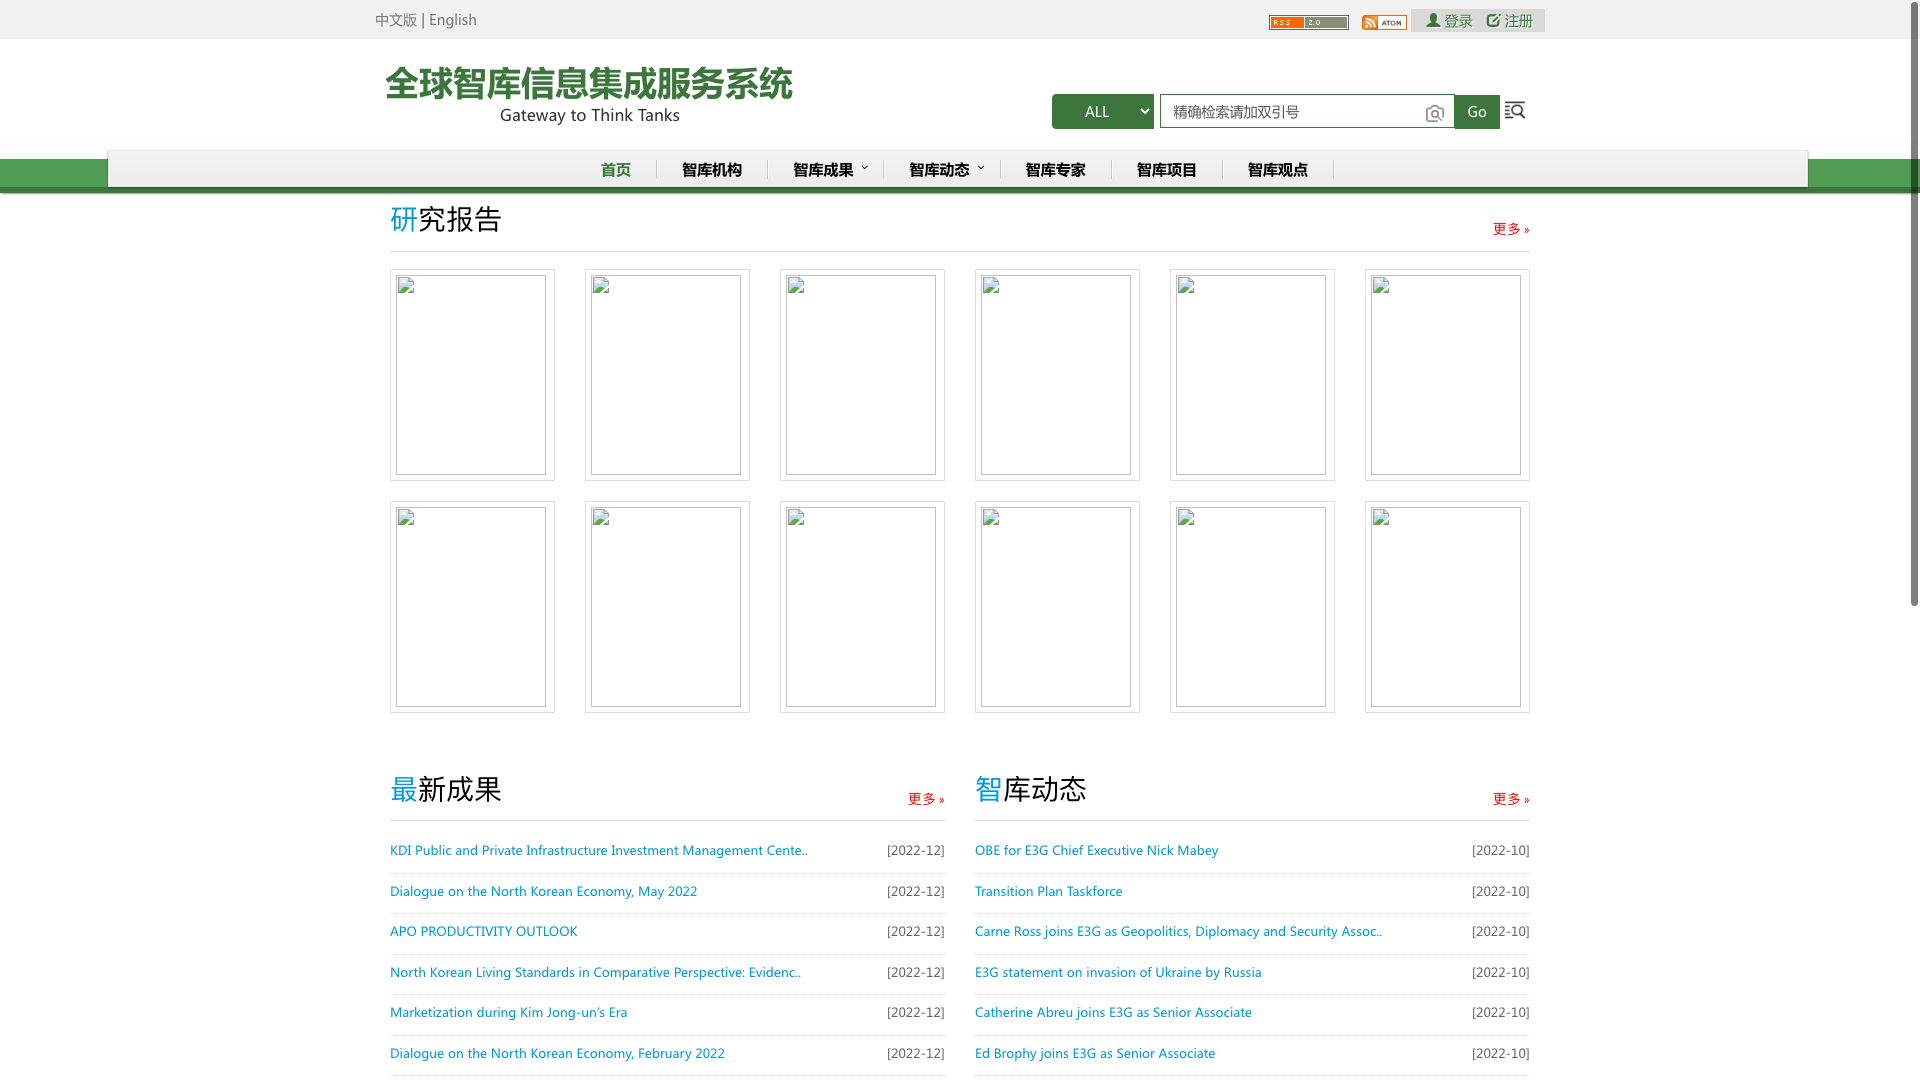 中文版 | English
RSS 2.0
ATOM
登录
注册
全球智库信息集成服务系统
Gateway to Think Tanks
ALL
精确检索请加双引号
Go
首页
智库机构
智库成果
智库动态
智库专家
智库项目
智库观点
研究报告
更多 »
最新成果
更多 »
KDI Public and Private Infrastructure Investment Management Cente.. [2022-12]
Dialogue on the North Korean Economy, May 2022 [2022-12]
APO PRODUCTIVITY OUTLOOK [2022-12]
North Korean Living Standards in Comparative Perspective: Evidenc.. [2022-12]
Marketization during Kim Jong-un's Era [2022-12]
Dialogue on the North Korean Economy, February 2022 [2022-12]
智库动态
更多 »
OBE for E3G Chief Executive Nick Mabey [2022-10]
Transition Plan Taskforce [2022-10]
Carne Ross joins E3G as Geopolitics, Diplomacy and Security Assoc.. [2022-10]
E3G statement on invasion of Ukraine by Russia [2022-10]
Catherine Abreu joins E3G as Senior Associate [2022-10]
Ed Brophy joins E3G as Senior Associate [2022-10]